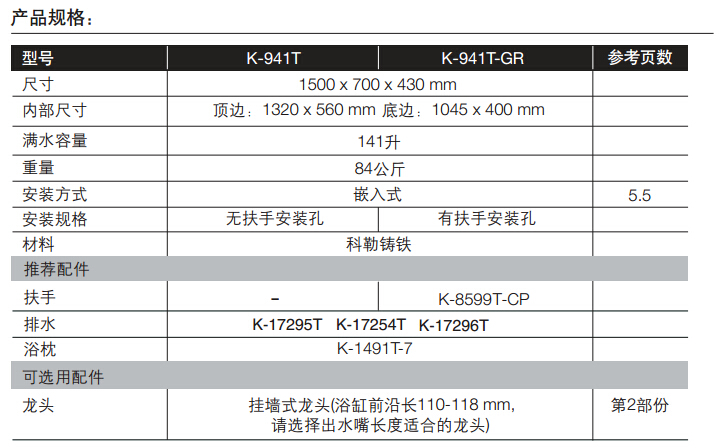 产品规格：
型号 K-941T K-941T-GR 参考页数
尺寸 1500 x 700 x 430 mm
内部尺寸 顶边：1320 x 560 mm 底边：1045 x 400 mm
满水容量 141升
重量 84公斤
安装方式 嵌入式 5.5
安装规格 无扶手安装孔 有扶手安装孔
材料 科勒铸铁
推荐配件
扶手 – K-8599T-CP
排水 K-17295T K-17254T K-17296T
浴枕 K-1491T-7
可选用配件
龙头 挂墙式龙头(浴缸前沿长110-118 mm, 第2部份
请选择出水嘴长度适合的龙头)